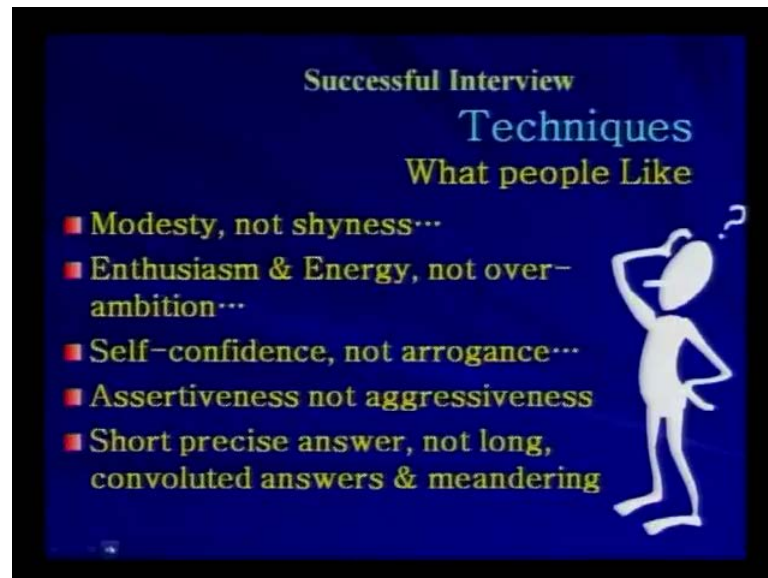 Successful Interview
Techniques
What people Like
Modesty, not shyness…
Enthusiasm & Energy, not over-
ambition…
Self-confidence, not arrogance…
Assertiveness not aggressiveness
Short precise answer, not long,
convoluted answers & meandering
?